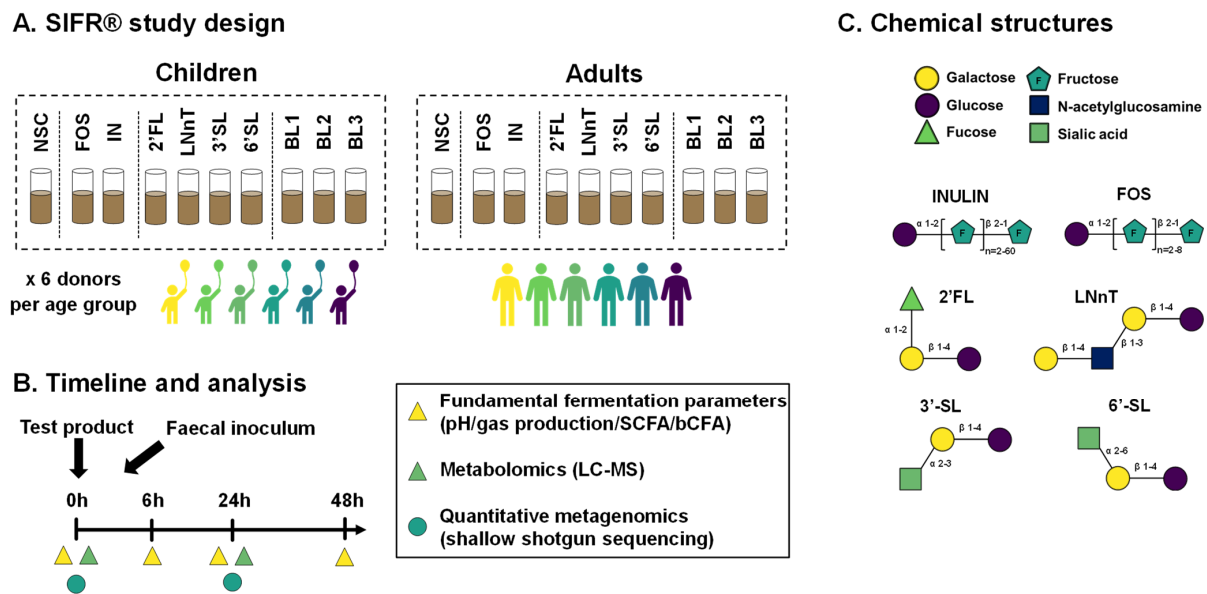 A. SIFR® study design
Children
NSC
FOS
IN
2'FL
LNnT
3'SL
6'SL
BL1
BL2
BL3
Adults
NSC
FOS
IN
2'FL
LNnT
3'SL
6'SL
BL1
BL2
BL3
x 6 donors
per age group
B. Timeline and analysis
Test product
Faecal inoculum
0h
6h
24h
48h
Fundamental fermentation parameters
(pH/gas production/SCFA/bCFA)
Metabolomics (LC-MS)
Quantitative metagenomics
(shallow shotgun sequencing)
C. Chemical structures
Galactose
Glucose
Fucose
F
Fructose
N-acetylglucosamine
Sialic acid
INULIN
α 1-2
F
β 2-1
F
n=2-60
FOS
α 1-2
F
β 2-1
F
n=2-8
2'FL
α 1-2
β 1-4
LNnT
β 1-4
β 1-3
β 1-4
3'-SL
β 1-4
α 2-3
6'-SL
α 2-6
β 1-4